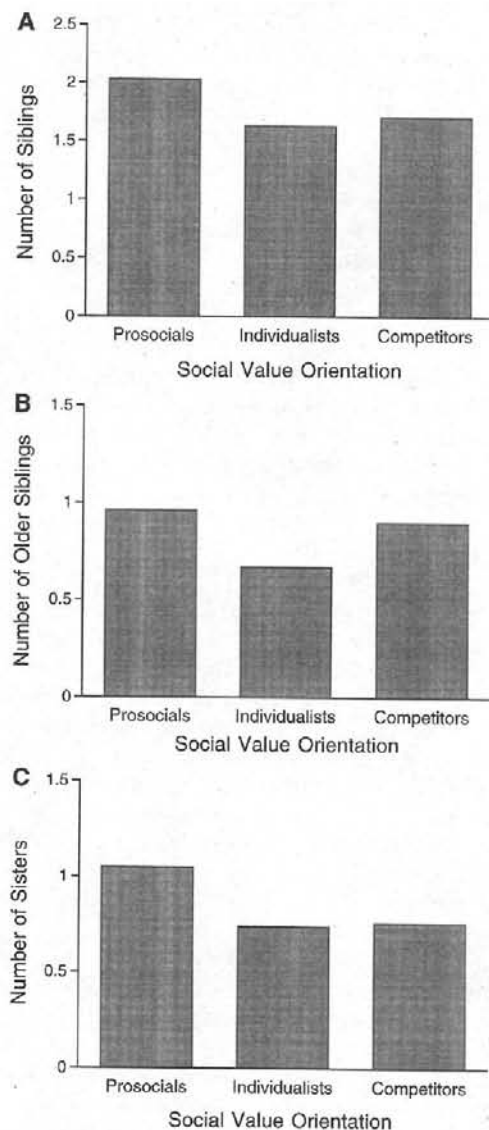 A
2.5
2
1.5
1
0.5
0
Number of Siblings
Prosocials Individualists Competitors
Social Value Orientation
B
1.5
1
0.5
0
Number of Older Siblings
Prosocials Individualists Competitors
Social Value Orientation
C
1.5
1
0.5
0
Number of Sisters
Prosocials Individualists Competitors
Social Value Orientation